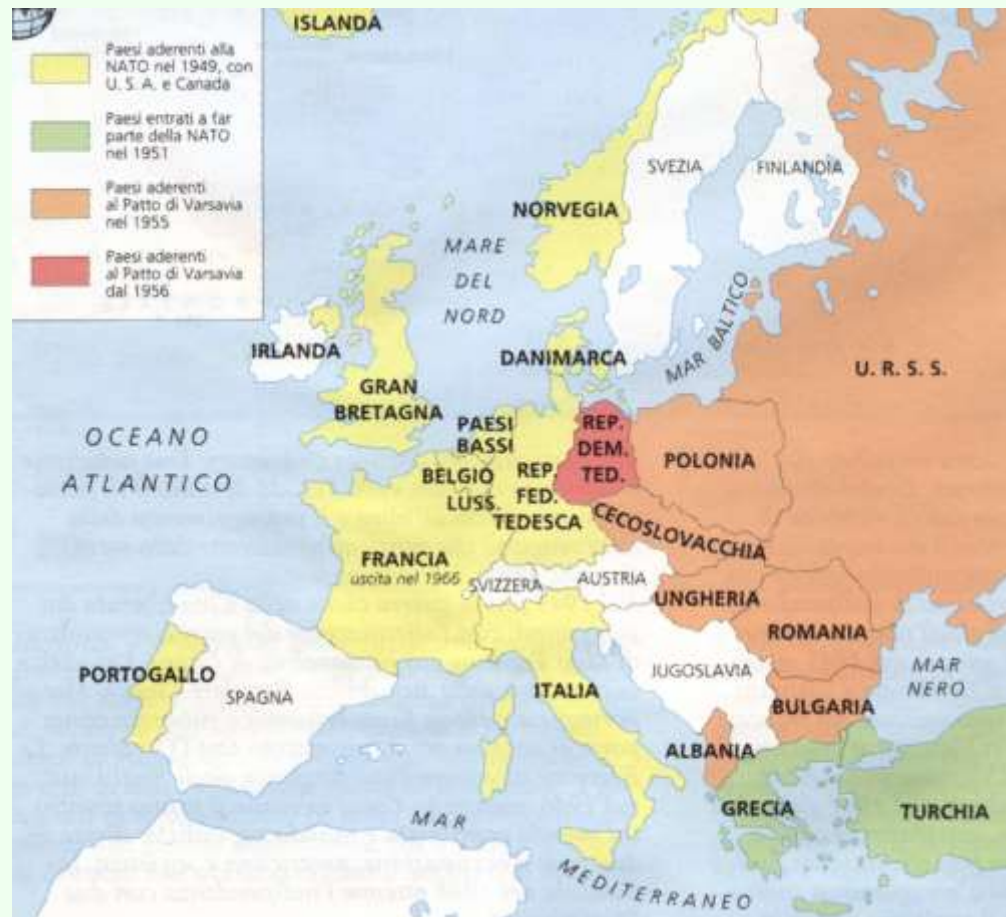 ISLANDA
Paesi aderenti alla
NATO nel 1949, con
U. S. A. e Canada
Paesi entrati a far
parte della NATO
nel 1951
Paesi aderenti
al Patto di Varsavia
nel 1955
Paesi aderenti
al Patto di Varsavia
dal 1956
SVEZIA
FINLANDIA
NORVEGIA
MARE
DEL
NORD
MAR BALTICO
IRLANDA
DANIMARCA
U. R. S. S.
GRAN
BRETAGNA
PAESI
BASSI
REP.
DEM.
TED.
OCEANO
ATLANTICO
POLONIA
BELGIO
LUSS.
REP.
FED.
TEDESCA
CECOSLOVACCHIA
FRANCIA
uscita nel 1966
SVIZZERA
AUSTRIA
UNGHERIA
ROMANIA
PORTOGALLO
SPAGNA
ITALIA
JUGOSLAVIA
MAR
NERO
BULGARIA
ALBANIA
GRECIA
TURCHIA
MAR
MEDITERRANEO